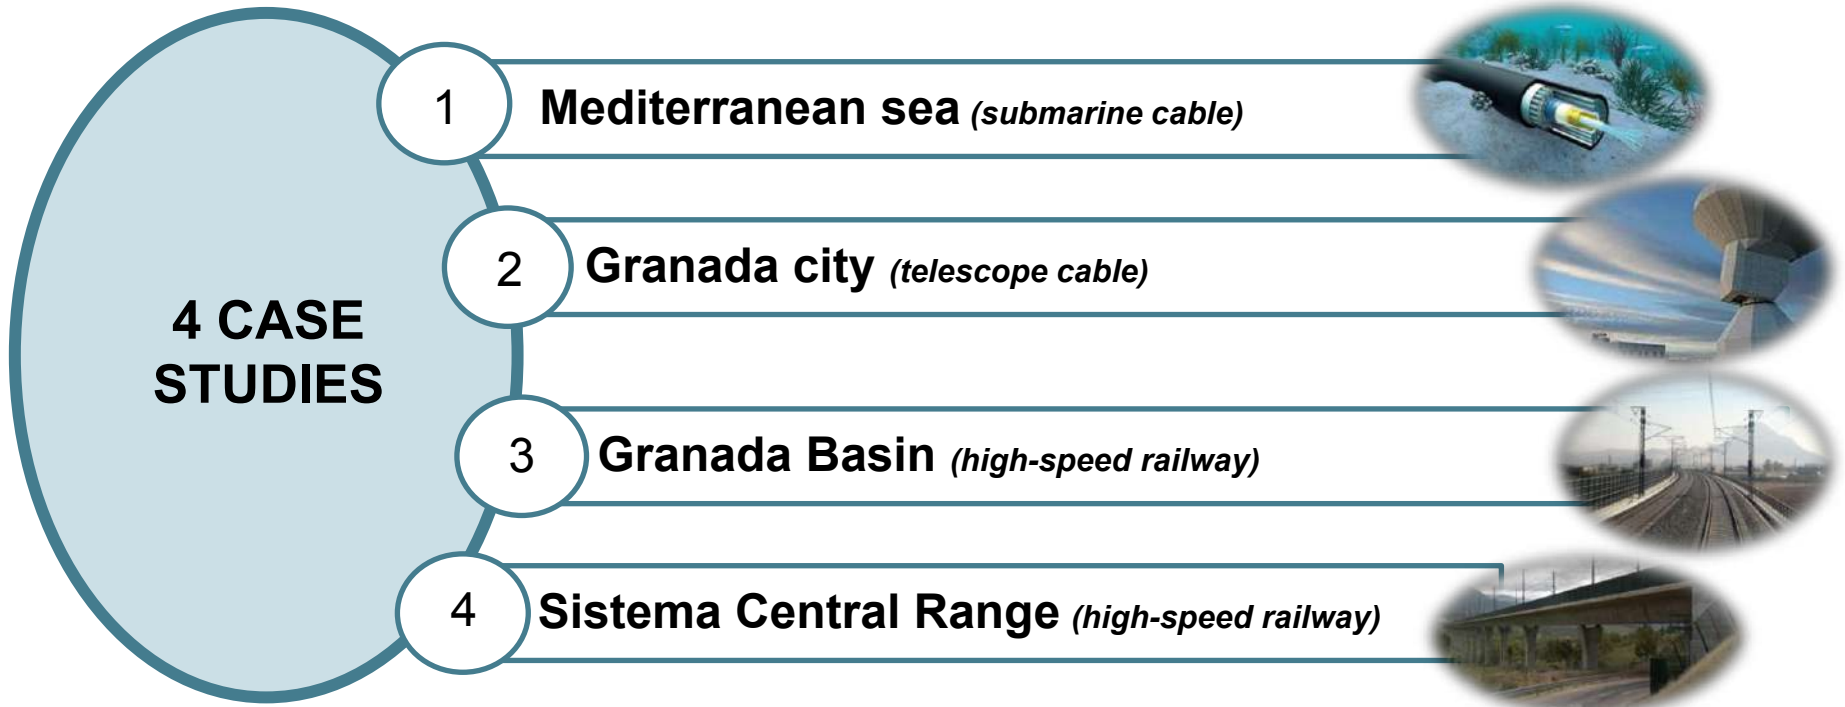 4 CASE
STUDIES
1
Mediterranean sea (submarine cable)
2
Granada city (telescope cable)
3
Granada Basin (high-speed railway)
4
Sistema Central Range (high-speed railway)